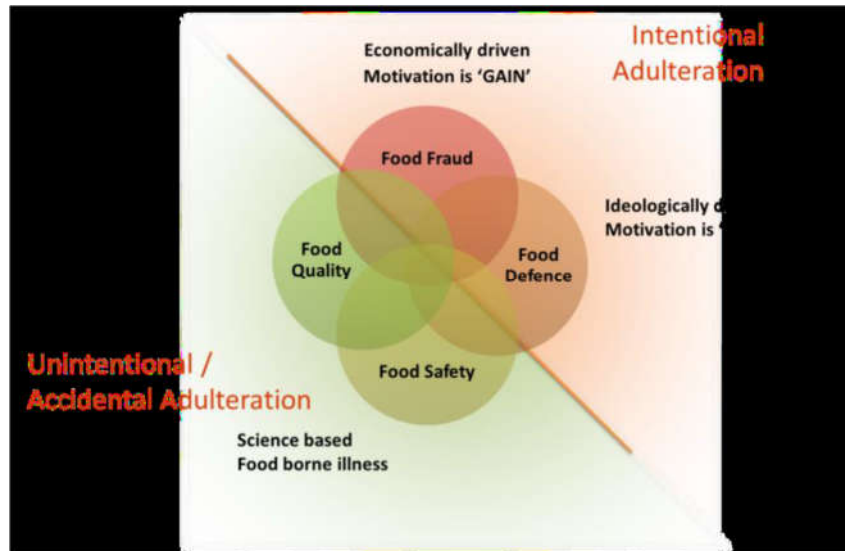 Economically driven
Motivation is ‘GAIN’
Intentional
Adulteration
Food Fraud
Ideologically
Motivation is ‘
Food
Quality
Food
Defence
Unintentional /
Accidental Adulteration
Food Safety
Science based
Food borne illness